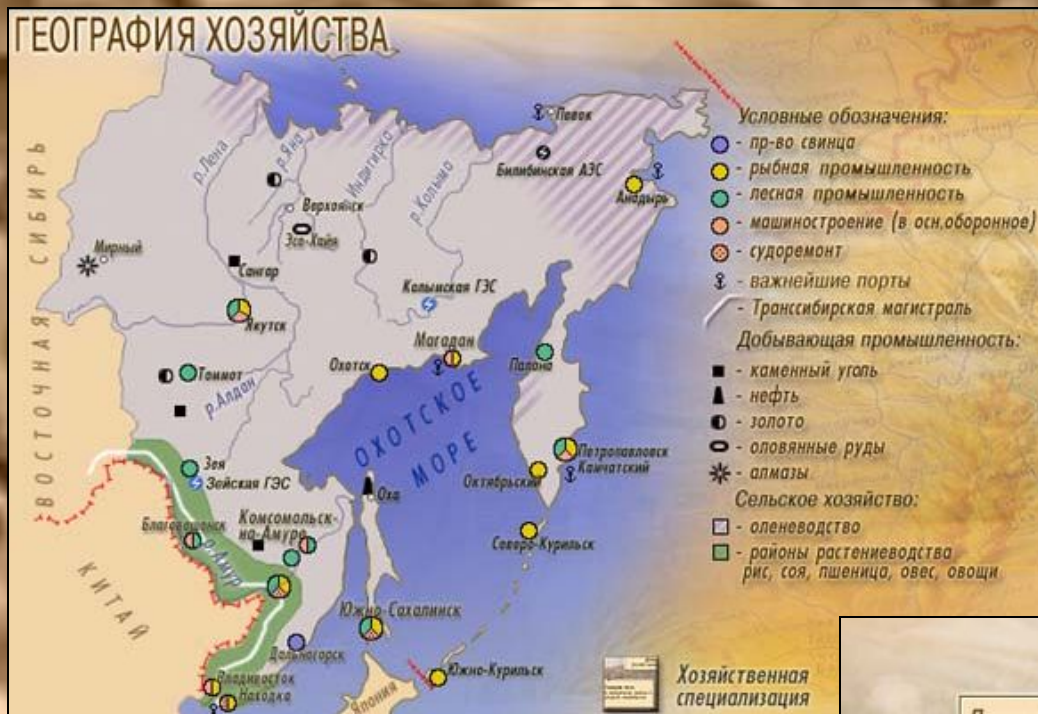 ГЕОГРАФИЯ ХОЗЯЙСТВА
Условные обозначения:
- пр-во свинца
- рыбная промышленность
- лесная промышленность
- машиностроение (в осн.оборонное)
- судоремонт
- важнейшие порты
- Транссибирская магистраль
Добывающая промышленность:
- каменный уголь
- нефть
- золото
- оловянные руды
- алмазы
Сельское хозяйство:
- оленеводство
- районы растениеводства
рис, соя, пшеница, овес, овощи
Хозяйственная
специализация
ВОСТОЧНАЯ СИБИРЬ
КИТАЙ
ЯПОНИЯ
ОХОТСКОЕ
МОРЕ
р.Лена
р.Яна
р.Колыма
р.Алдан
р.Амур
Певек
Билибинская АЭС
Анадырь
Верхоянск
Эсе-Хайя
Мирный
Сангар
Якутск
Колымская ГЭС
Магадан
Охотск
Палана
Томмот
Петропавловск
Камчатский
Октябрьский
Зея
Зейская ГЭС
Оха
Благовещенск
Комсомольск-
на-Амуре
Северо-Курильск
Южно-Сахалинск
Дальногорск
Южно-Курильск
Владивосток
Находка